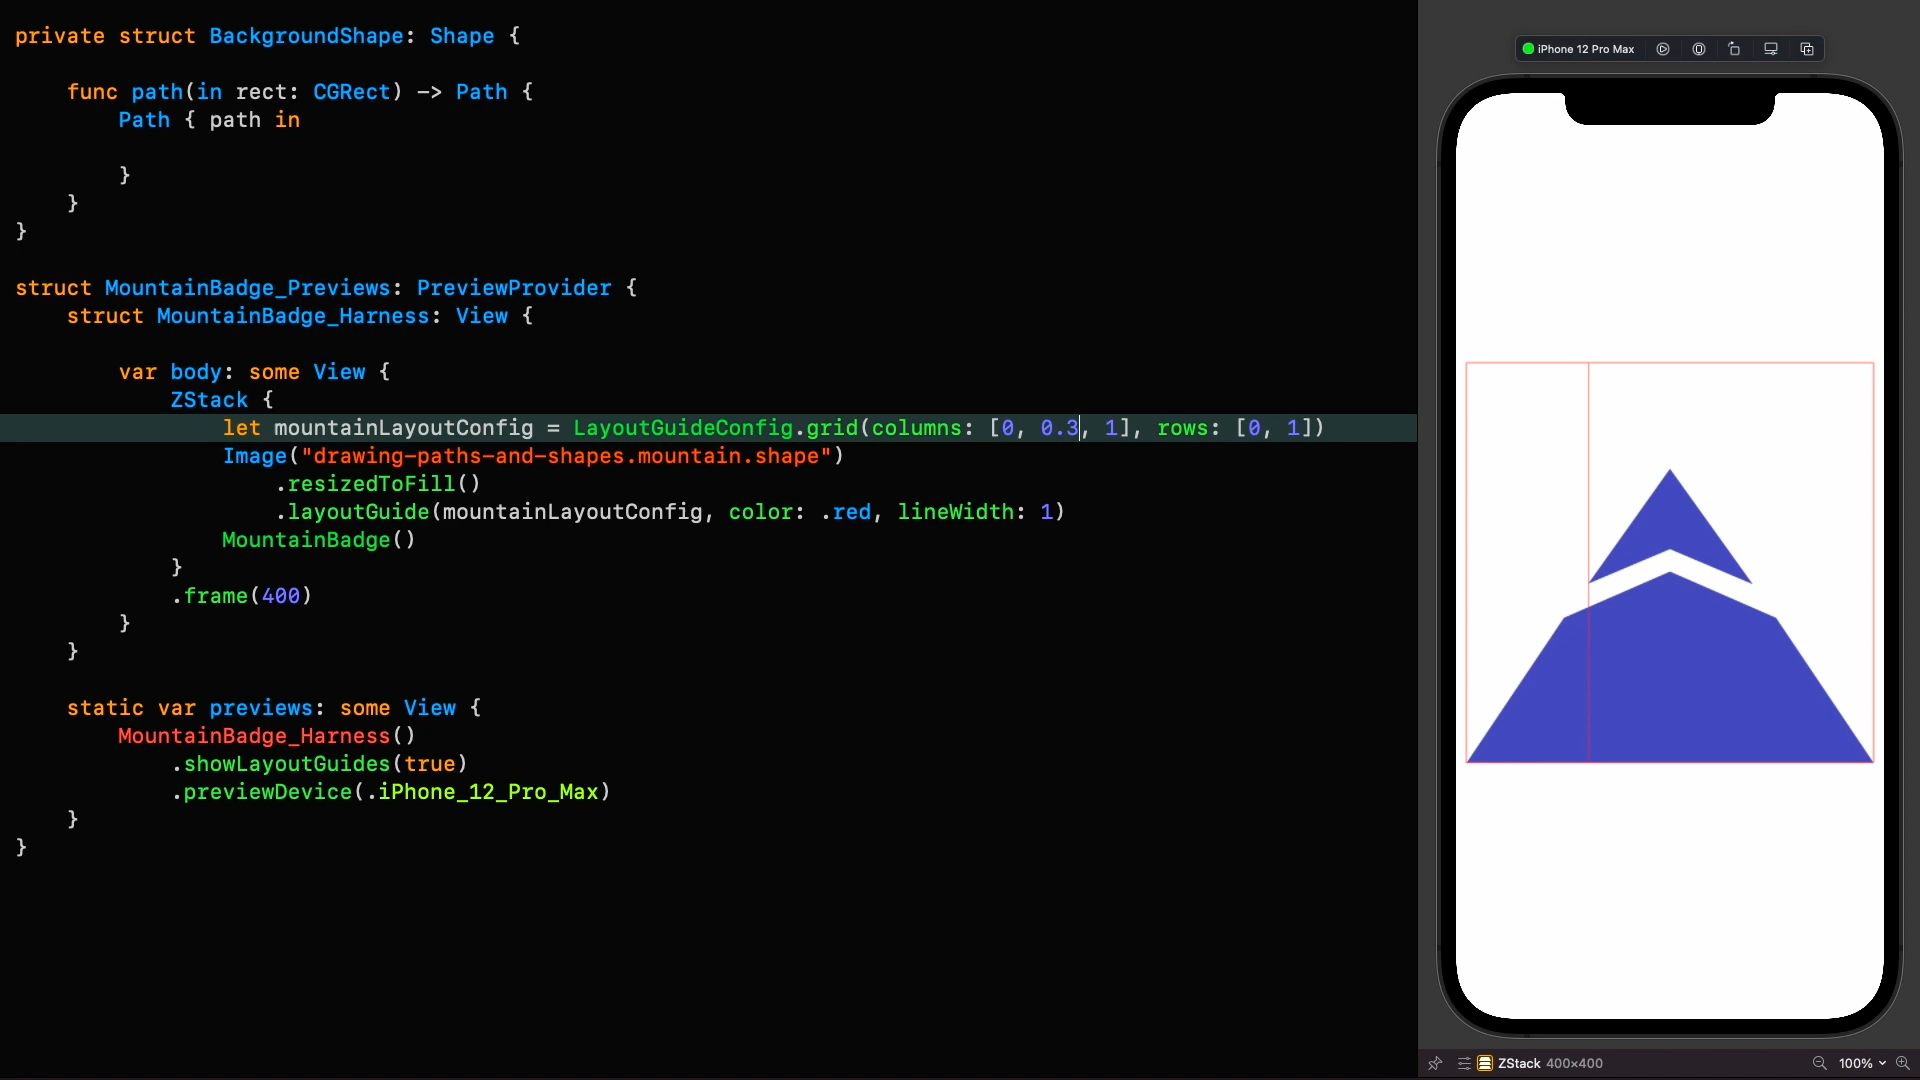 private struct BackgroundShape: Shape {
func path(in rect: CGRect) -> Path {
Path { path in
}
}
}
struct MountainBadge_Previews: PreviewProvider {
struct MountainBadge_Harness: View {
var body: some View {
ZStack {
let mountainLayoutConfig = LayoutGuideConfig.grid(columns: [0, 0.3, 1], rows: [0, 1])
Image("drawing-paths-and-shapes.mountain.shape")
.resizedToFill()
.layoutGuide(mountainLayoutConfig, color: .red, lineWidth: 1)
MountainBadge()
}
.frame(400)
}
}
static var previews: some View {
MountainBadge_Harness()
.showLayoutGuides(true)
.previewDevice(.iPhone_12_Pro_Max)
}
}
iPhone 12 Pro Max
ZStack 400×400
100%